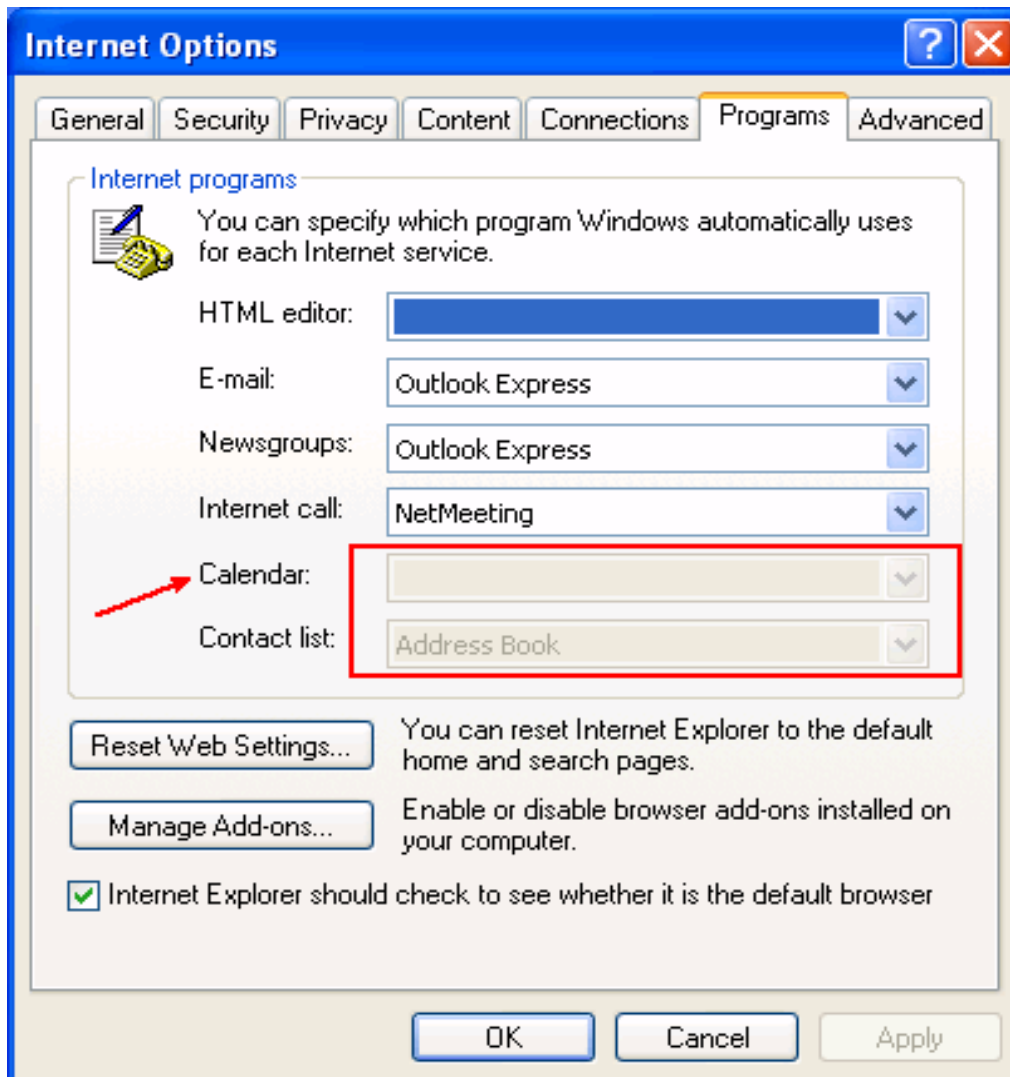 Internet Options
General Security Privacy Content Connections Programs Advanced
Internet programs
You can specify which program Windows automatically uses
for each Internet service.
HTML editor:
E-mail: Outlook Express
Newsgroups: Outlook Express
Internet call: NetMeeting
Calendar:
Contact list: Address Book
Reset Web Settings...
You can reset Internet Explorer to the default
home and search pages.
Manage Add-ons...
Enable or disable browser add-ons installed on
your computer.
Internet Explorer should check to see whether it is the default browser
OK Cancel Apply